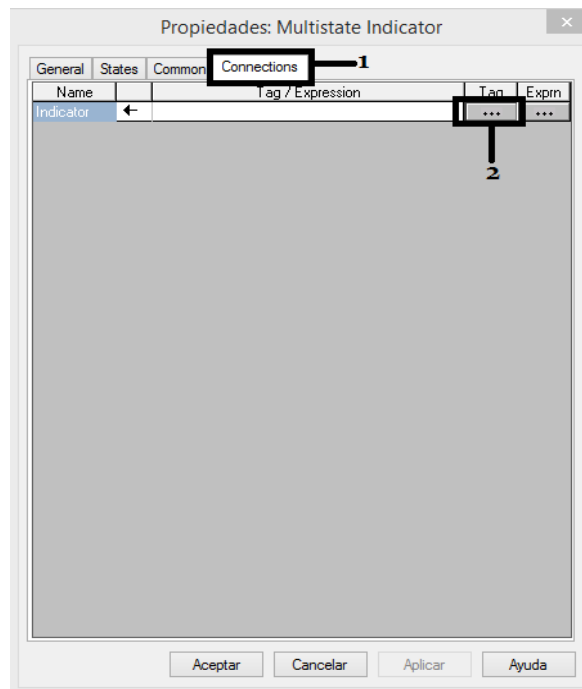 Propiedades: Multistate Indicator
General States Common Connections 1
Name Tag / Expression Tag Exprn
Indicator ... ...
2
Aceptar Cancelar Aplicar Ayuda